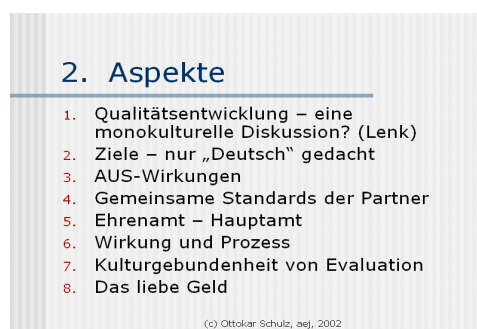 2. Aspekte
1. Qualitätsentwicklung – eine
monokulturelle Diskussion? (Lenk)
2. Ziele – nur „Deutsch“ gedacht
3. AUS-Wirkungen
4. Gemeinsame Standards der Partner
5. Ehrenamt – Hauptamt
6. Wirkung und Prozess
7. Kulturgebundenheit von Evaluation
8. Das liebe Geld
(c) Ottokar Schulz, aej, 2002